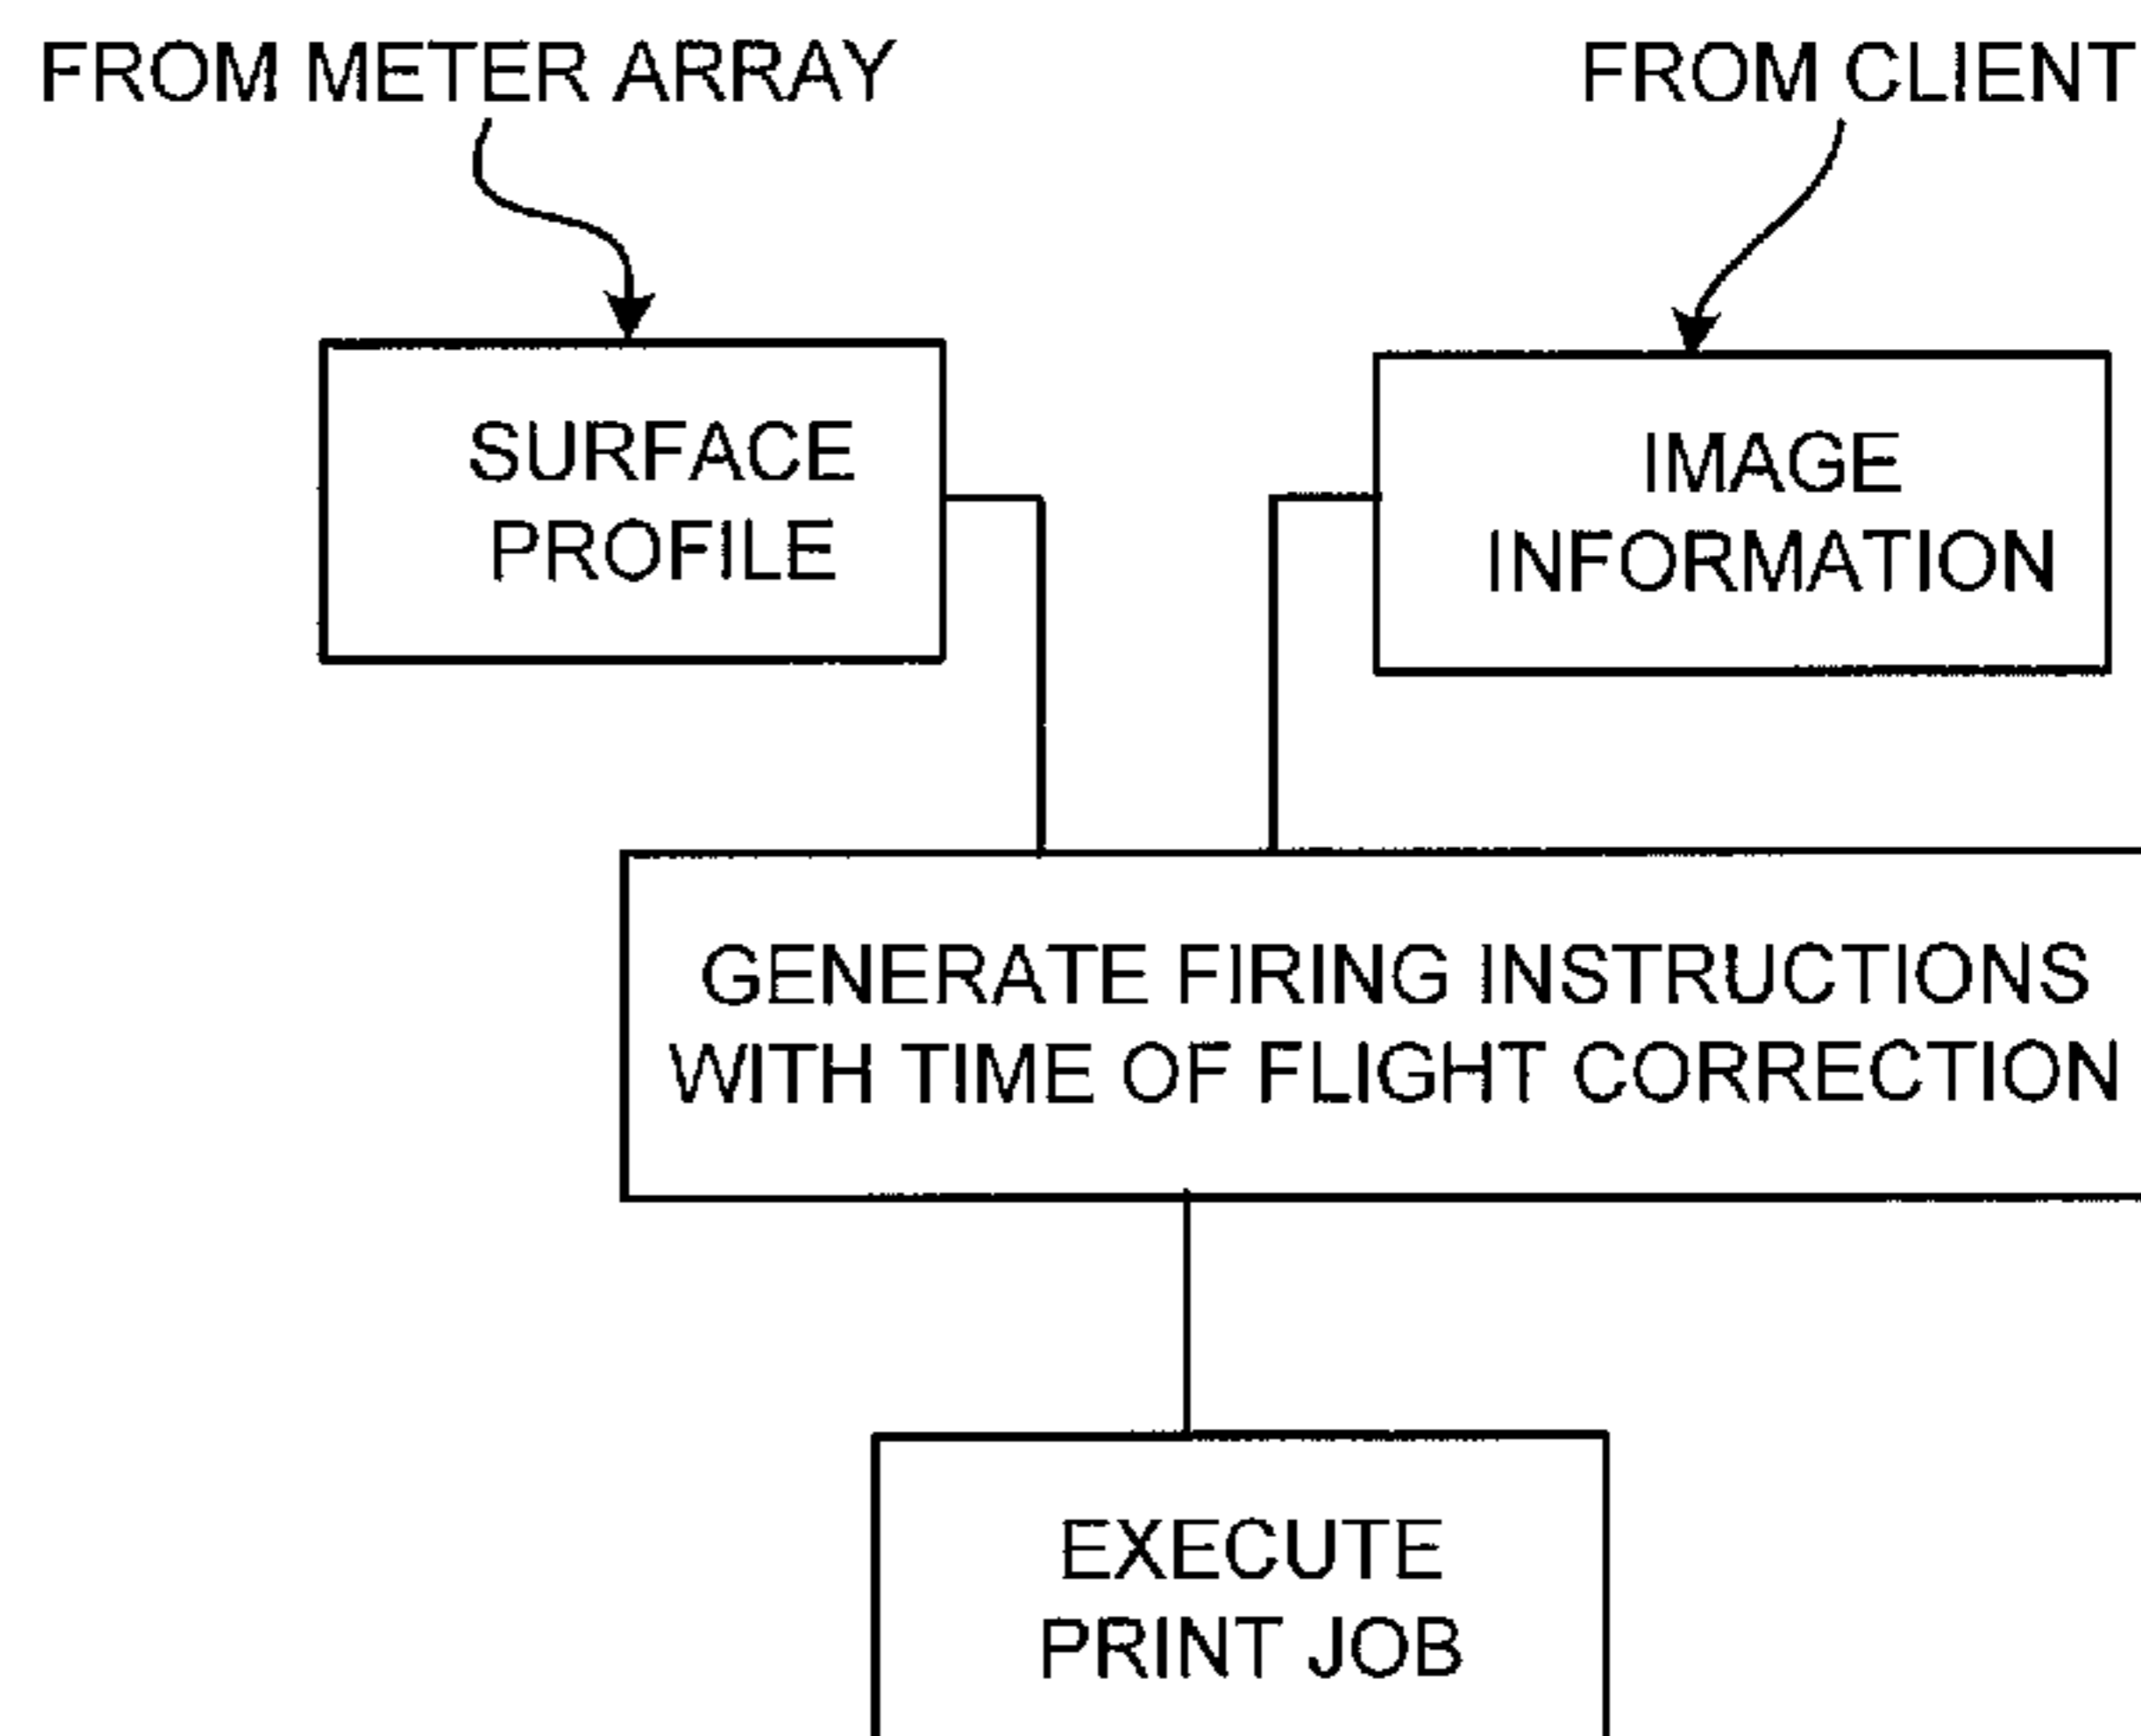 FROM METER ARRAY
FROM CLIENT
SURFACE
PROFILE
IMAGE
INFORMATION
GENERATE FIRING INSTRUCTIONS
WITH TIME OF FLIGHT CORRECTION
EXECUTE
PRINT JOB